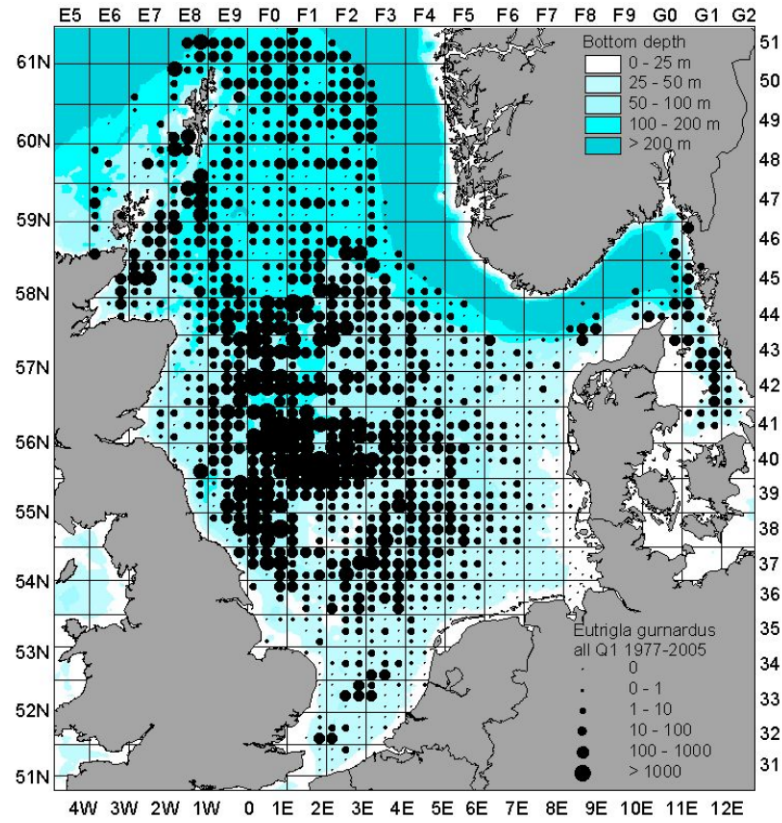 E5 E6 E7 E8 E9 F0 F1 F2 F3 F4 F5 F6 F7 F8 F9 G0 G1 G2
61N
60N
59N
58N
57N
56N
55N
54N
53N
52N
51N
Bottom depth
0 - 25 m
25 - 50 m
50 - 100 m
100 - 200 m
> 200 m
51
50
49
48
47
46
45
44
43
42
41
40
39
38
37
36
35
34
33
32
31
Eutrigla gurnardus
all Q1 1977-2005
0
0 - 1
1 - 10
10 - 100
100 - 1000
> 1000
4W 3W 2W 1W 0 1E 2E 3E 4E 5E 6E 7E 8E 9E 10E 11E 12E